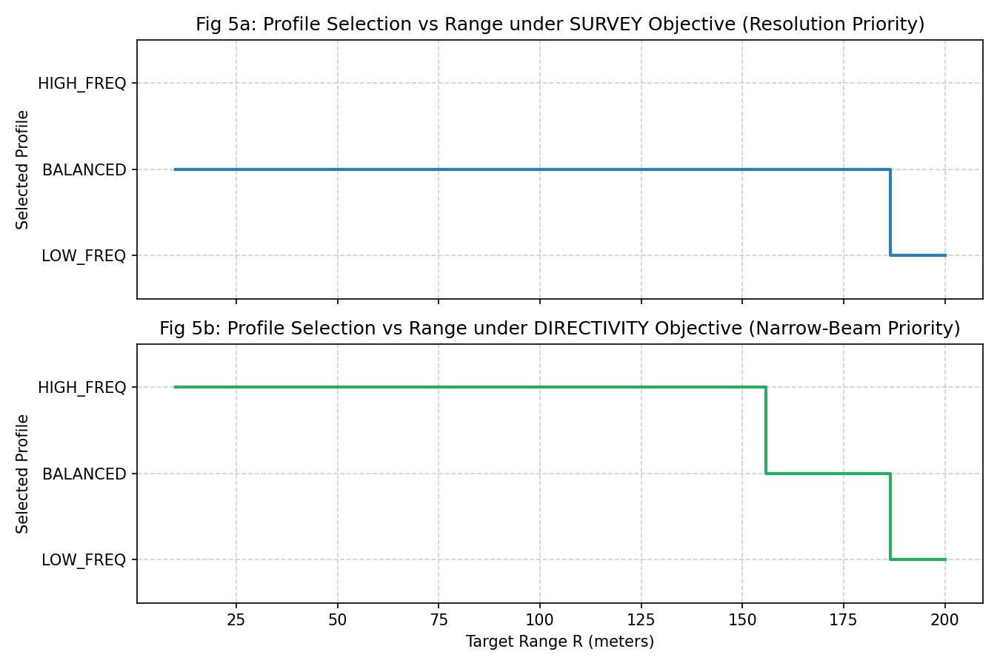 Fig 5a: Profile Selection vs Range under SURVEY Objective (Resolution Priority)
Selected Profile
HIGH_FREQ
BALANCED
LOW_FREQ
Fig 5b: Profile Selection vs Range under DIRECTIVITY Objective (Narrow-Beam Priority)
Selected Profile
HIGH_FREQ
BALANCED
LOW_FREQ
25 50 75 100 125 150 175 200
Target Range R (meters)